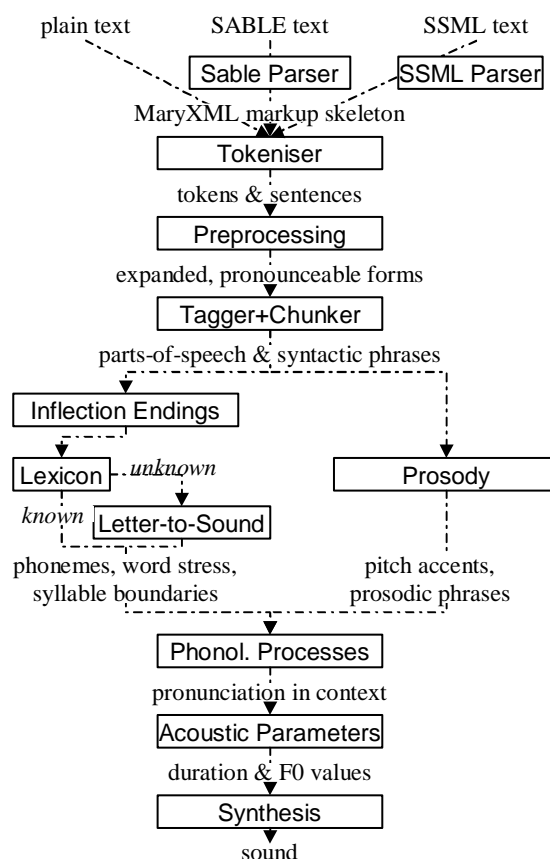 plain text SABLE text SSML text
Sable Parser SSML Parser
MaryXML markup skeleton
Tokeniser
tokens & sentences
Preprocessing
expanded, pronounceable forms
Tagger+Chunker
parts-of-speech & syntactic phrases
Inflection Endings
Lexicon unknown Prosody
known Letter-to-Sound
phonemes, word stress, pitch accents,
syllable boundaries prosodic phrases
Phonol. Processes
pronunciation in context
Acoustic Parameters
duration & F0 values
Synthesis
sound